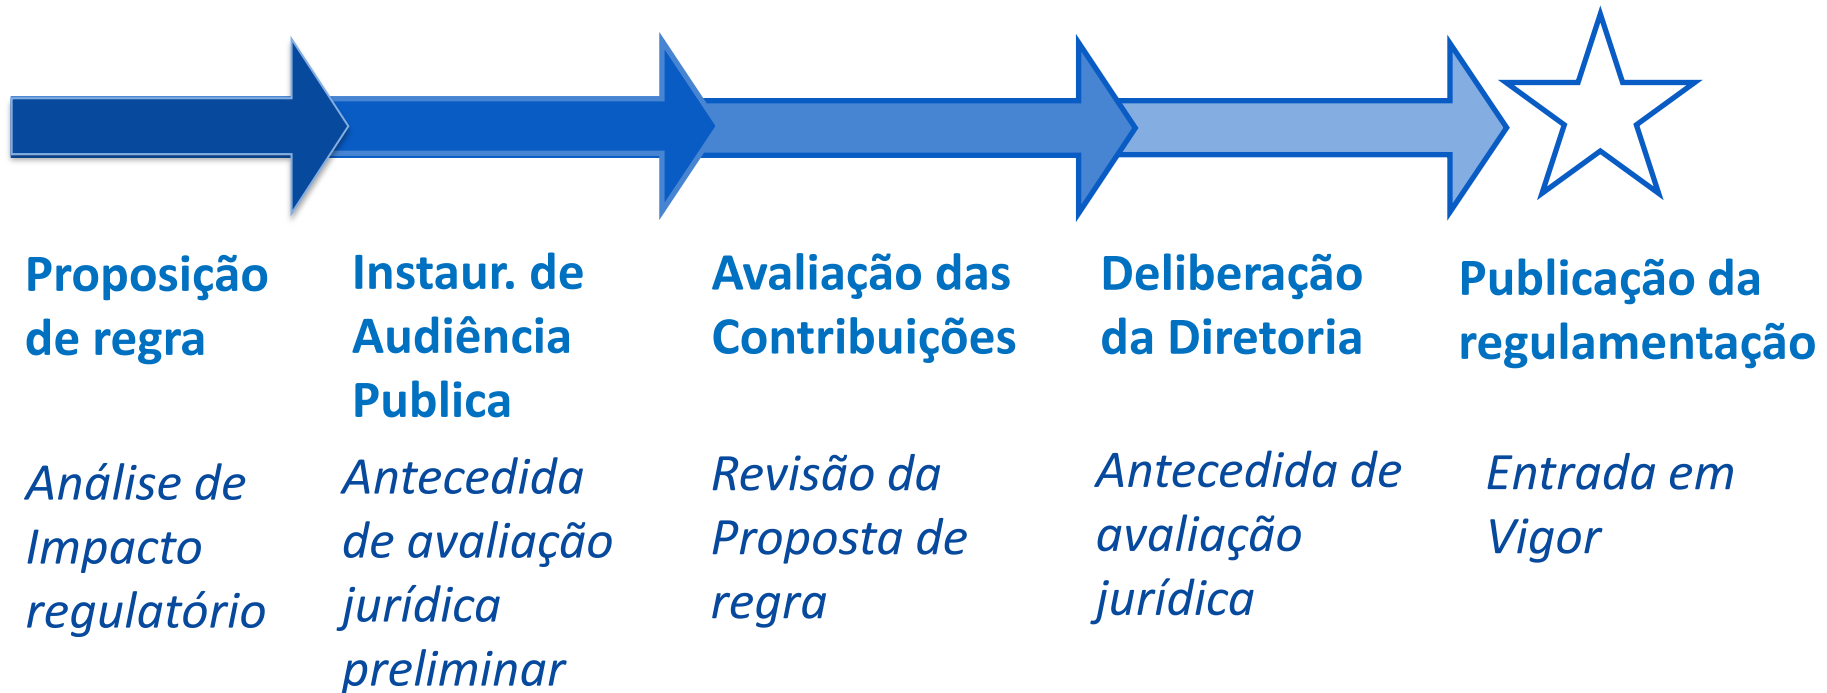 Proposição
de regra
Análise de
Impacto
regulatório
Instaur. de
Audiência
Publica
Antecedida
de avaliação
jurídica
preliminar
Avaliação das
Contribuições
Revisão da
Proposta de
regra
Deliberação
da Diretoria
Antecedida de
avaliação
jurídica
Publicação da
regulamentação
Entrada em
Vigor